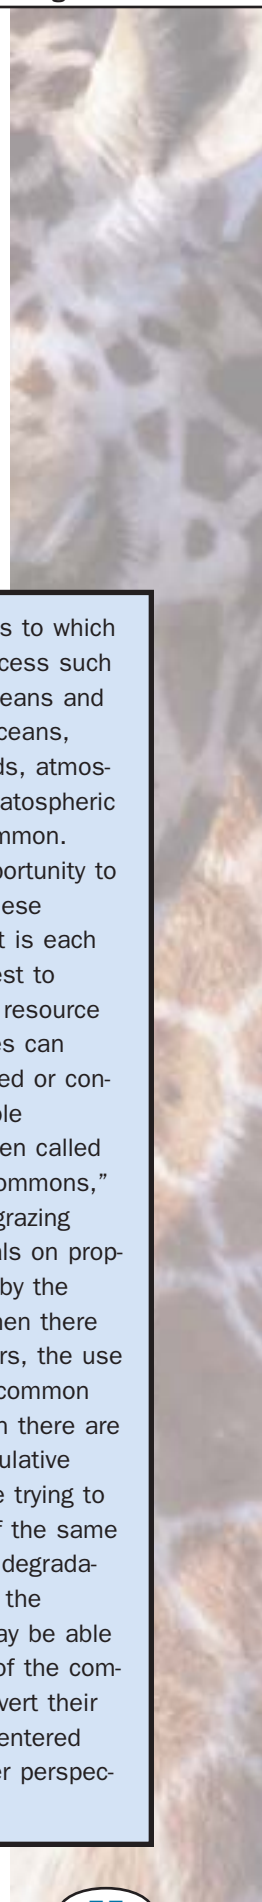 s to which
cess such
eans and
ceans,
ds, atmos-
atospheric
mmon.
portunity to
ese
t is each
est to
resource
es can
ed or con-
ole
en called
ommons,”
grazing
als on prop-
by the
hen there
rs, the use
common
n there are
ulative
e trying to
f the same
degrada-
the
ay be able
of the com-
vert their
entered
er perspec-